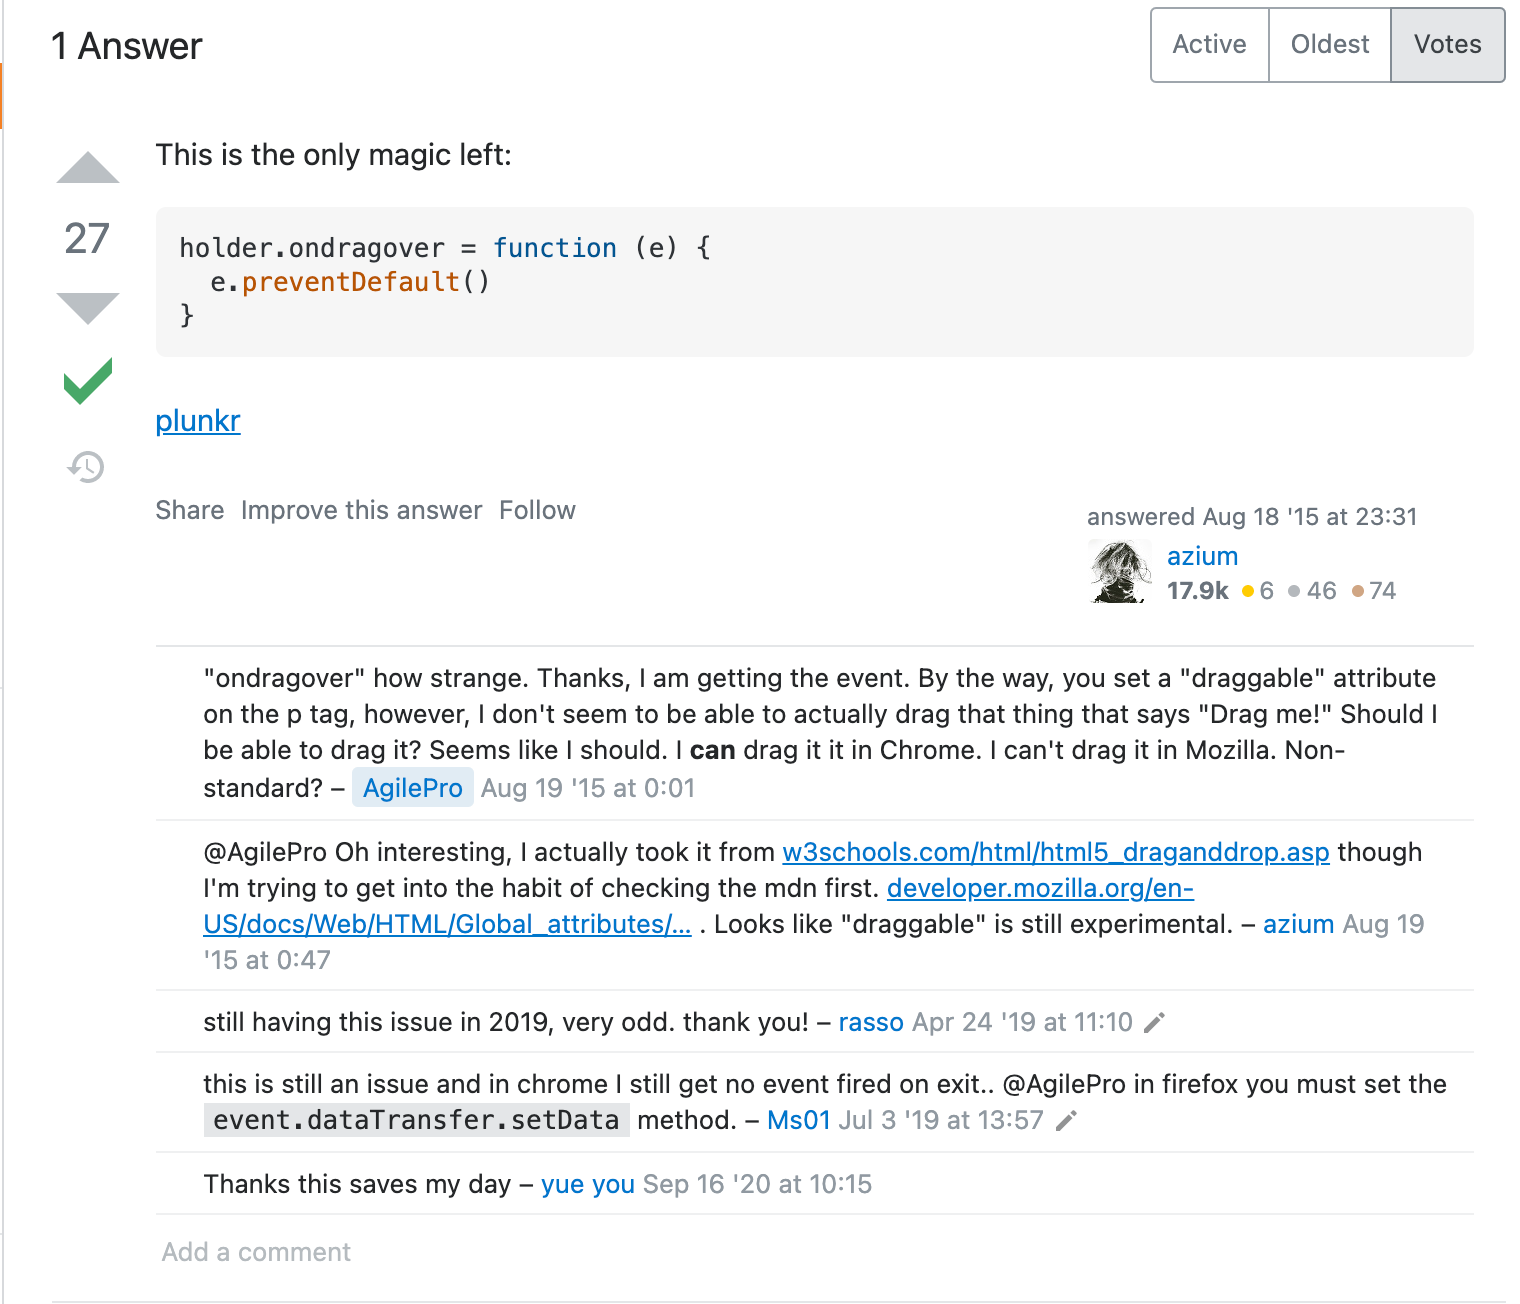 1 Answer
Active Oldest Votes
This is the only magic left:
27
holder.ondragover = function (e) {
  e.preventDefault()
}
plunkr
Share Improve this answer Follow
answered Aug 18 '15 at 23:31
azium
17.9k 6 46 74
"ondragover" how strange. Thanks, I am getting the event. By the way, you set a "draggable" attribute
on the p tag, however, I don't seem to be able to actually drag that thing that says "Drag me!" Should I
be able to drag it? Seems like I should. I can drag it it in Chrome. I can't drag it in Mozilla. Non-
standard? – AgilePro Aug 19 '15 at 0:01
@AgilePro Oh interesting, I actually took it from w3schools.com/html/html5_draganddrop.asp though
I'm trying to get into the habit of checking the mdn first. developer.mozilla.org/en-
US/docs/Web/HTML/Global_attributes/... . Looks like "draggable" is still experimental. – azium Aug 19
'15 at 0:47
still having this issue in 2019, very odd. thank you! – rasso Apr 24 '19 at 11:10
this is still an issue and in chrome I still get no event fired on exit.. @AgilePro in firefox you must set the
event.dataTransfer.setData method. – Ms01 Jul 3 '19 at 13:57
Thanks this saves my day – yue you Sep 16 '20 at 10:15
Add a comment